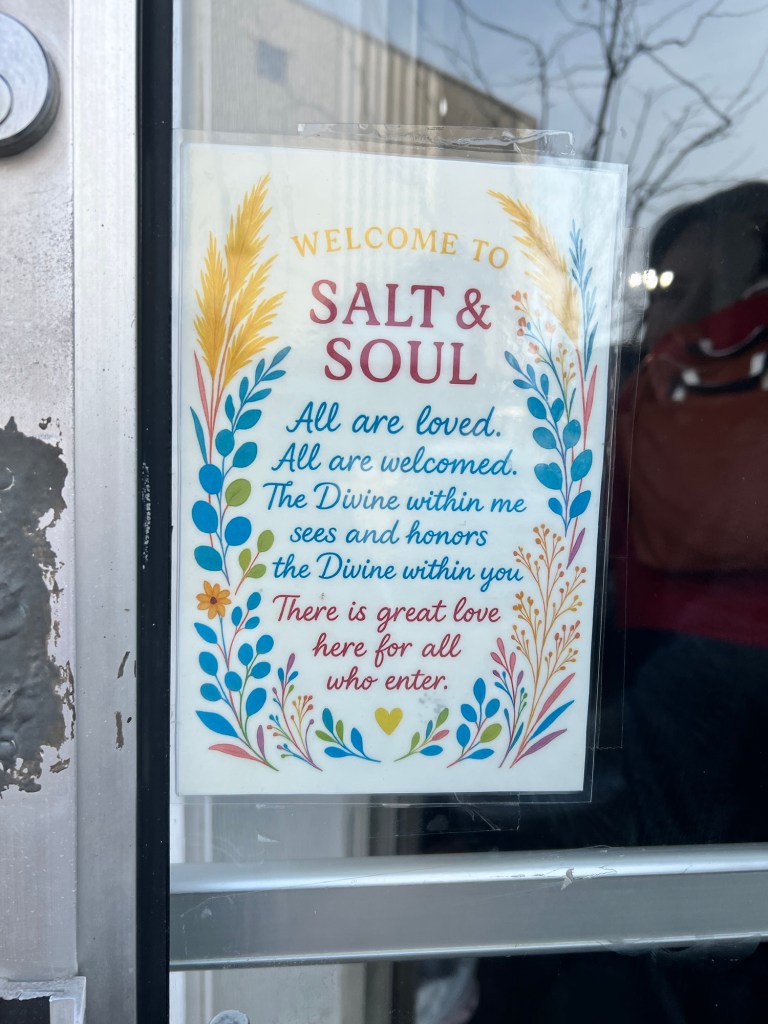 WELCOME TO
SALT &
SOUL
All are loved.
All are welcomed.
The Divine within me
sees and honors
the Divine within you
There is great love
here for all
who enter.